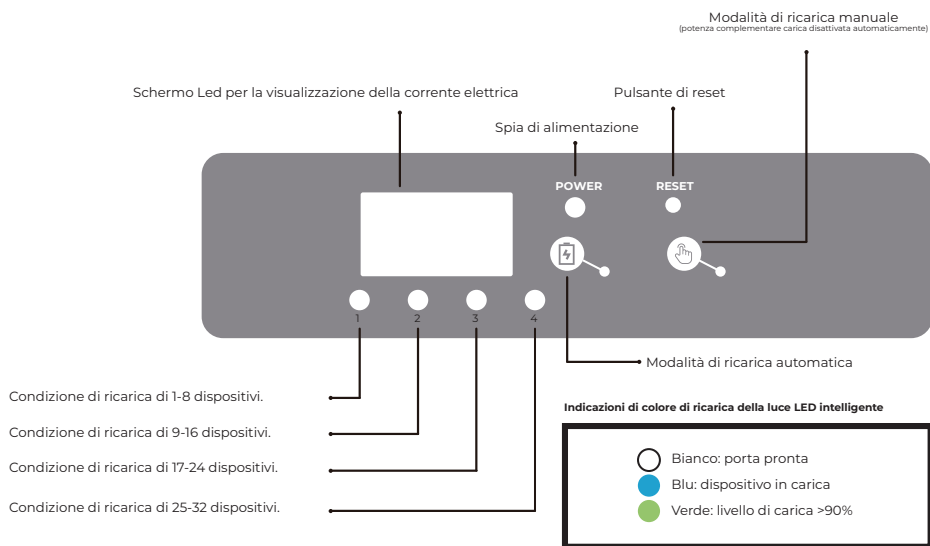 Modalità di ricarica manuale
(potenza complementare carica disattivata automaticamente)
Schermo Led per la visualizzazione della corrente elettrica
Pulsante di reset
Spia di alimentazione
POWER
RESET
1
2
3
4
Modalità di ricarica automatica
Condizione di ricarica di 1-8 dispositivi.
Condizione di ricarica di 9-16 dispositivi.
Condizione di ricarica di 17-24 dispositivi.
Condizione di ricarica di 25-32 dispositivi.
Indicazioni di colore di ricarica della luce LED intelligente
Bianco: porta pronta
Blu: dispositivo in carica
Verde: livello di carica >90%